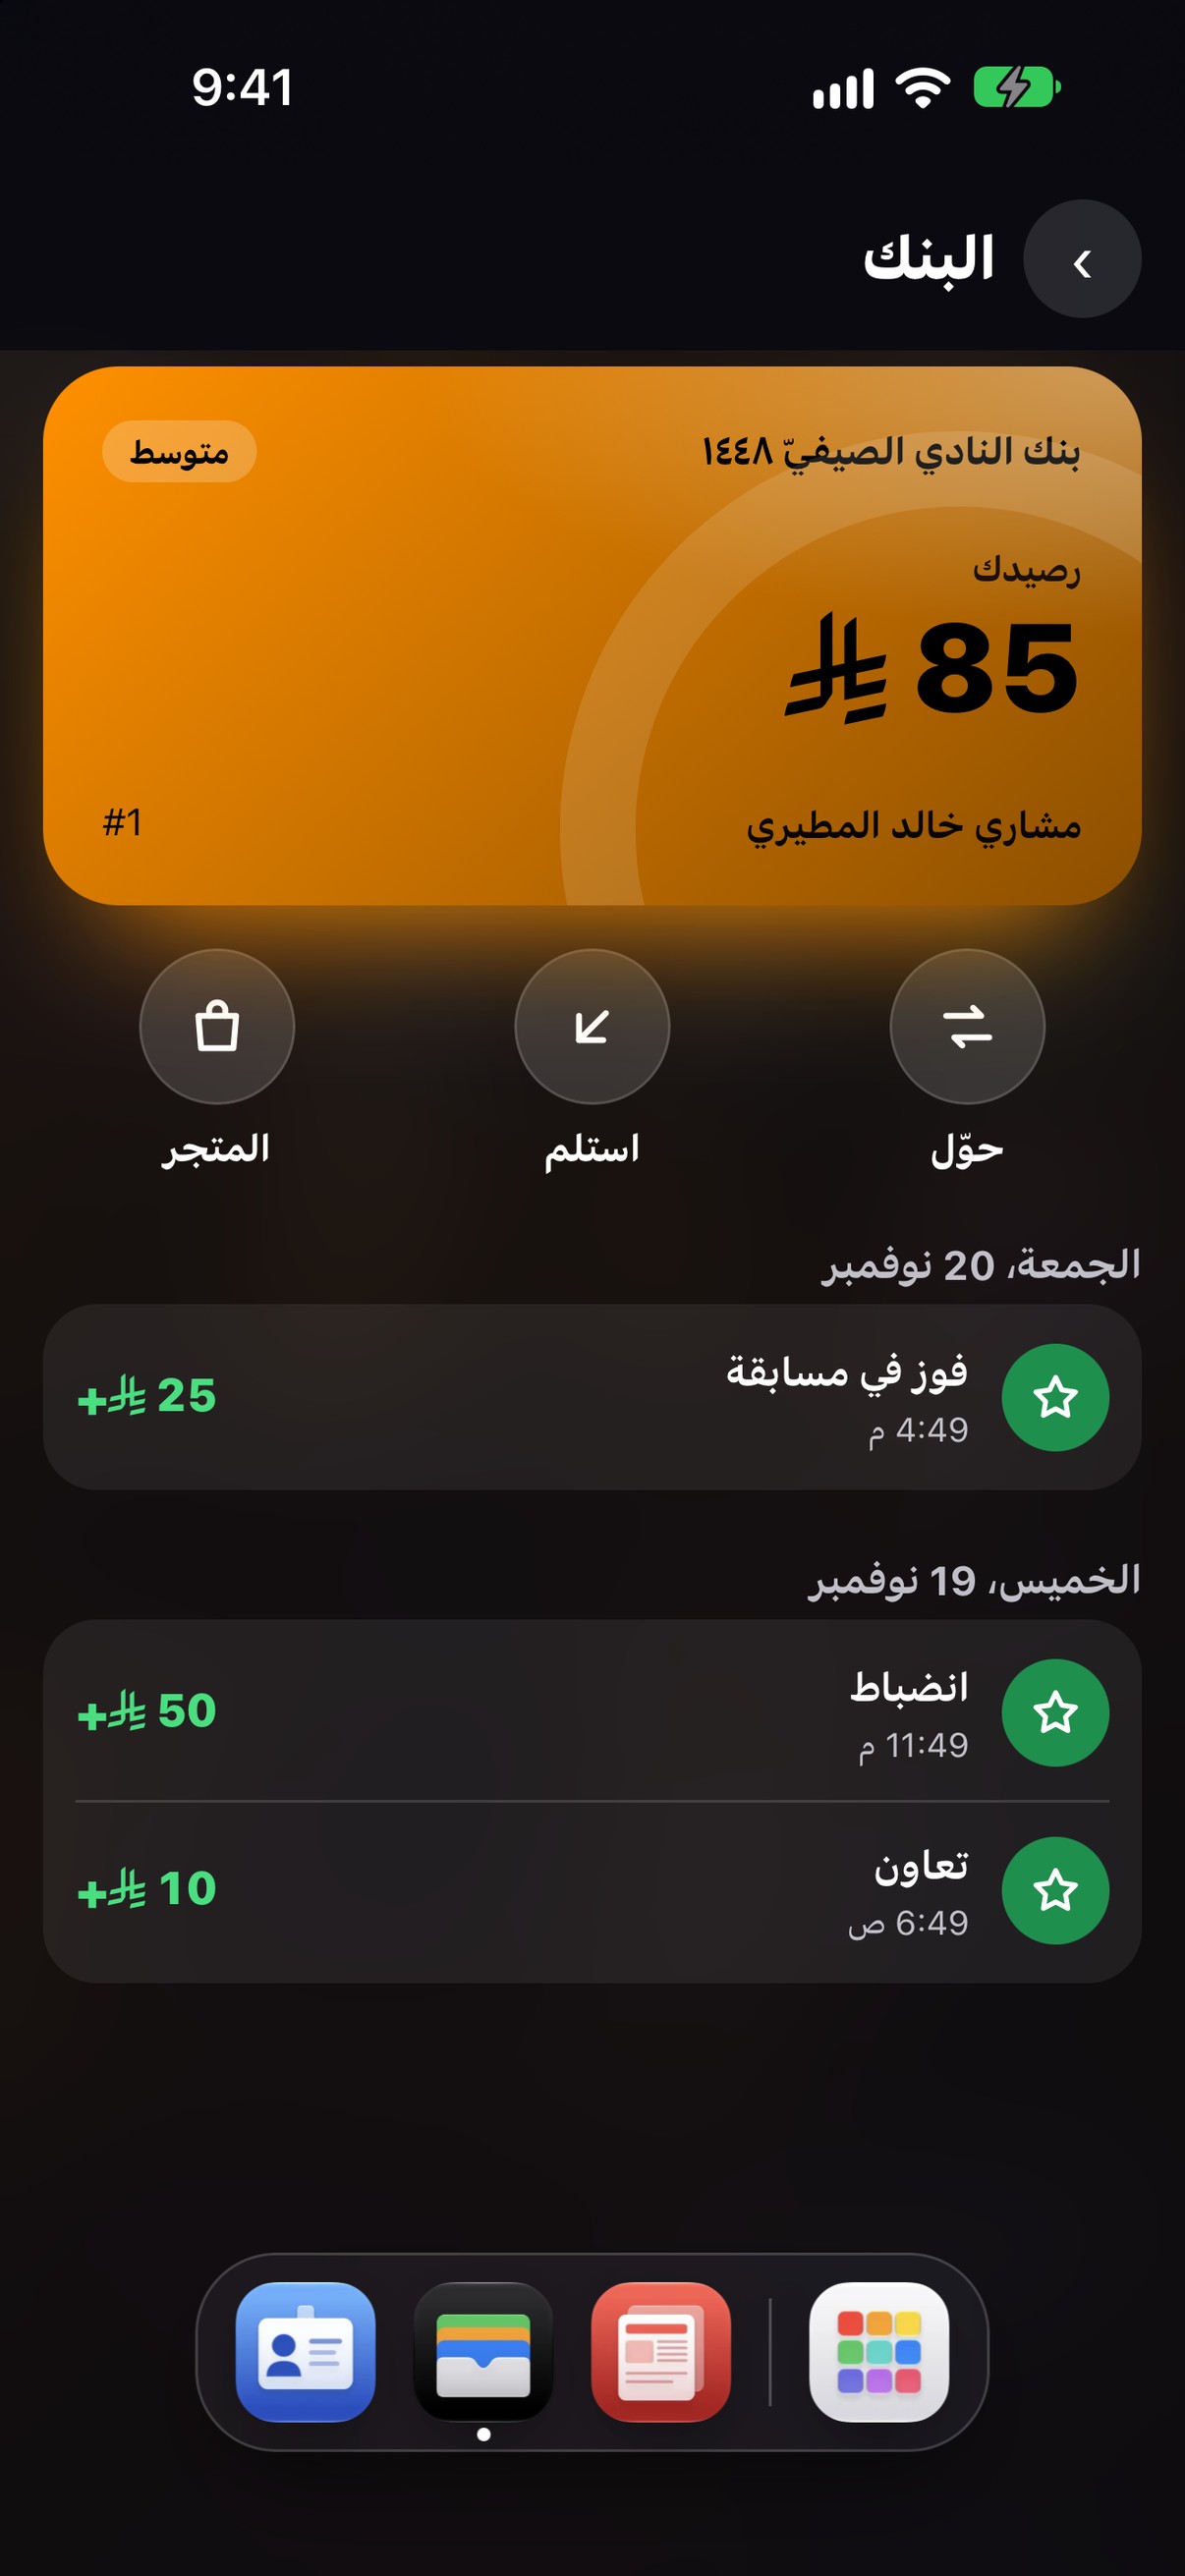 9:41
البنك
بنك النادي الصيفيّ ١٤٤٨
متوسط
رصيدك
85 ⃁
مشاري خالد المطيري
#1
حوّل
استلم
المتجر
الجمعة، 20 نوفمبر
فوز في مسابقة
+⃁ 25
4:49 م
الخميس، 19 نوفمبر
انضباط
+⃁ 50
11:49 م
تعاون
+⃁ 10
6:49 ص